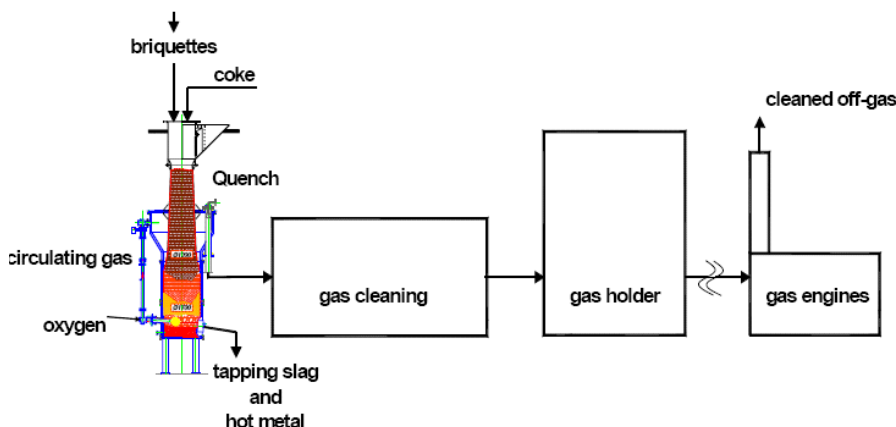 briquettes
coke
Quench
cleaned off-gas
circulating gas
gas cleaning
gas holder
gas engines
oxygen
tapping slag
and
hot metal